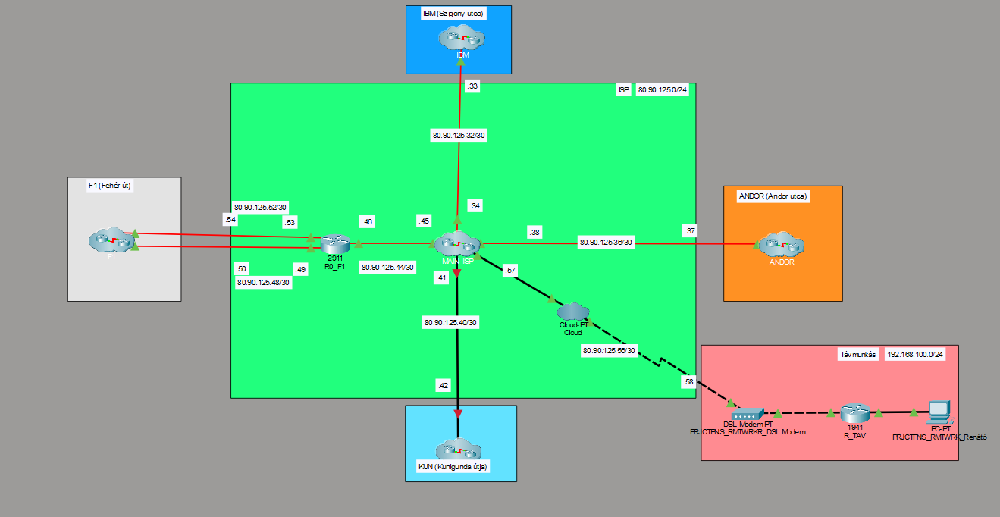 IBM (Szigony utca)
IBM
.33
ISP 80.90.125.0/24
80.90.125.32/30
F1 (Fehér út)
F1
ANDOR (Andor utca)
ANDOR
80.90.125.52/30
.54
.53
.46
.45
.34
.38
.37
80.90.125.36/30
MAIN_ISP
2911
R0_F1
.50
.49
80.90.125.48/30
80.90.125.44/30
.41
.57
80.90.125.40/30
Cloud-PT
Cloud
80.90.125.56/30
.58
.42
Távmunkás 192.168.100.0/24
DSL-Modem-PT
PRJCTPNS_RMTWRKR_DSL Modem
1941
R_TAV
PC-PT
PRJCTPNS_RMTWRK_Renátó
KUN (Kunigunda útja)